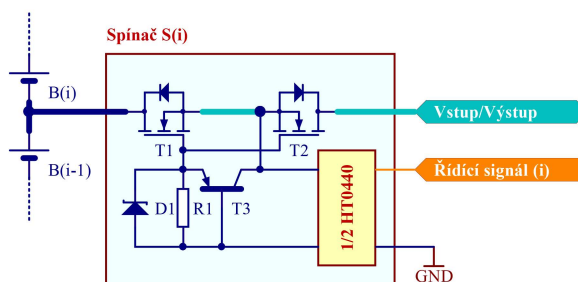 Spínač S(i)
B(i)
Vstup/Výstup
T1
T2
B(i-1)
Řídící signál (i)
D1
R1
T3
1/2 HT0440
GND